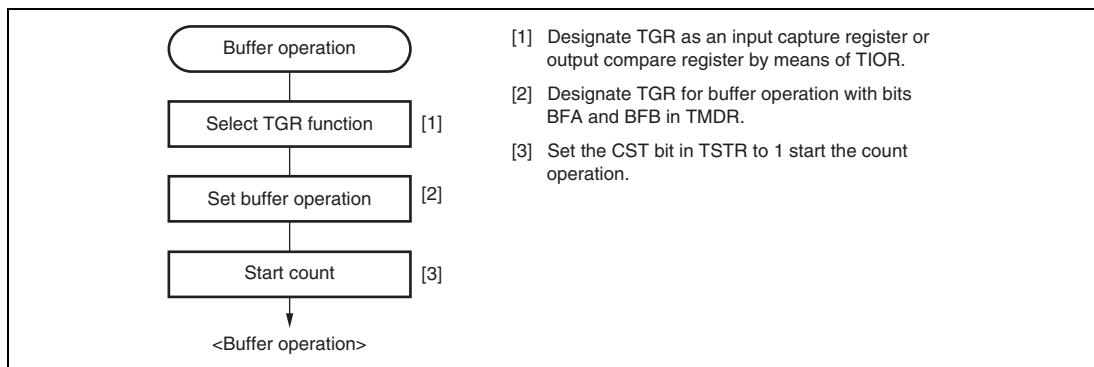 Buffer operation
Select TGR function
[1]
Set buffer operation
[2]
Start count
[3]
<Buffer operation>
[1] Designate TGR as an input capture register or
output compare register by means of TIOR.
[2] Designate TGR for buffer operation with bits
BFA and BFB in TMDR.
[3] Set the CST bit in TSTR to 1 start the count
operation.